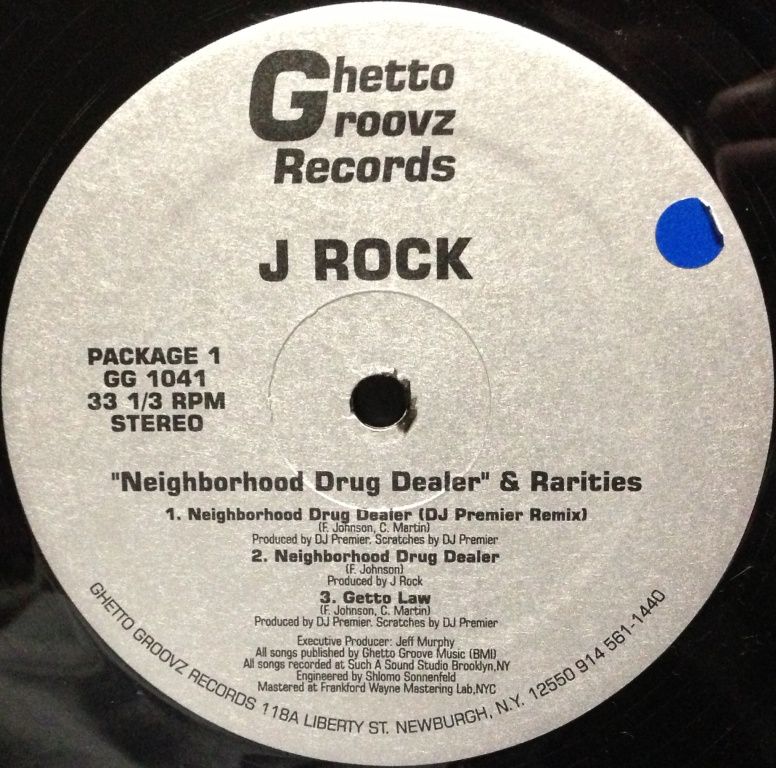 Ghetto
Groovz
Records
J ROCK
PACKAGE 1
GG 1041
33 1/3 RPM
STEREO
"Neighborhood Drug Dealer" & Rarities
1. Neighborhood Drug Dealer (DJ Premier Remix)
(F. Johnson, C. Martin)
Produced by DJ Premier. Scratches by DJ Premier
2. Neighborhood Drug Dealer
(F. Johnson)
Produced by J Rock
3. Getto Law
(F. Johnson, C. Martin)
Produced by DJ Premier. Scratches by DJ Premier
Executive Producer: Jeff Murphy
All songs published by Ghetto Groove Music (BMI)
All songs recorded at Such A Sound Studio Brooklyn,NY
Engineered by Shlomo Sonnenfeld
Mastered at Frankford Wayne Mastering Lab,NYC
GHETTO GROOVZ RECORDS 118A LIBERTY ST. NEWBURGH, N.Y. 12550 914 561-1440